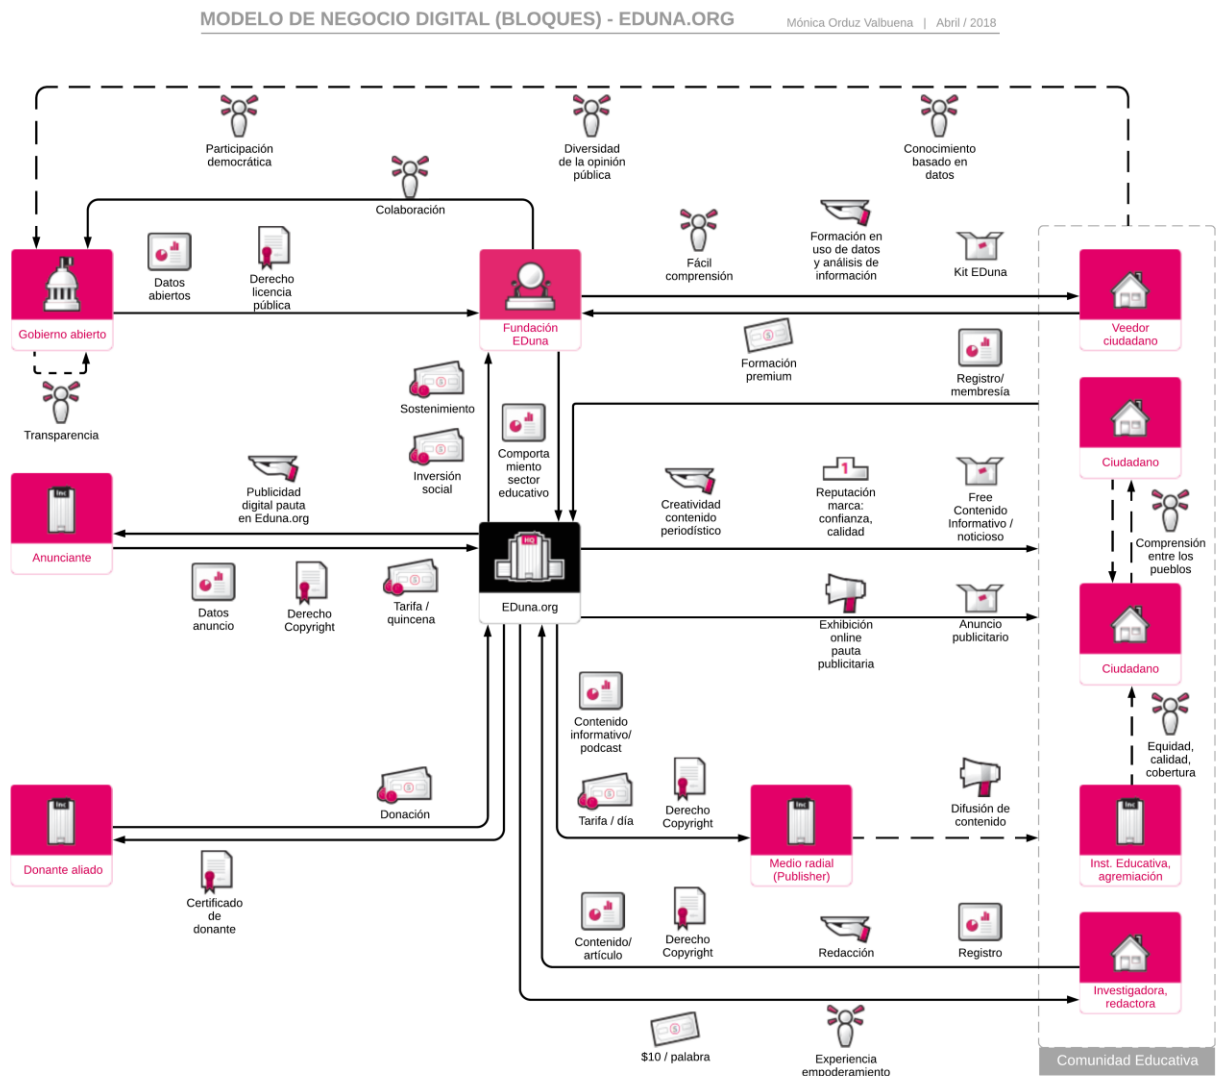 MODELO DE NEGOCIO DIGITAL (BLOQUES) - EDUNA.ORG
Mónica Orduz Valbuena | Abril / 2018
Participación
democrática
Diversidad
de la opinión
pública
Conocimiento
basado en
datos
Colaboración
Datos
abiertos
Derecho
licencia
pública
Fácil
comprensión
Formación en
uso de datos
y análisis de
información
Kit EDuna
Gobierno abierto
Fundación
EDuna
Veedor
ciudadano
Transparencia
Formación
premium
Registro/
membresía
Sostenimiento
Inversión
social
Comporta
miento
sector
educativo
Ciudadano
Publicidad
digital pauta
en Eduna.org
Creatividad
contenido
periodístico
1
Reputación
marca:
confianza,
calidad
Free
Contenido
Informativo /
noticioso
Comprensión
entre los
pueblos
Inc
Anunciante
HQ
EDuna.org
Datos
anuncio
Derecho
Copyright
Tarifa /
quincena
Exhibición
online
pauta
publicitaria
Anuncio
publicitario
Ciudadano
Contenido
informativo/
podcast
Equidad,
calidad,
cobertura
Donación
Tarifa / día
Derecho
Copyright
Difusión de
contenido
Inc
Donante aliado
Inc
Medio radial
(Publisher)
Inc
Inst. Educativa,
agremiación
Certificado
de
donante
Contenido/
artículo
Derecho
Copyright
Redacción
Registro
Investigadora,
redactora
$10 / palabra
Experiencia
empoderamiento
Comunidad Educativa